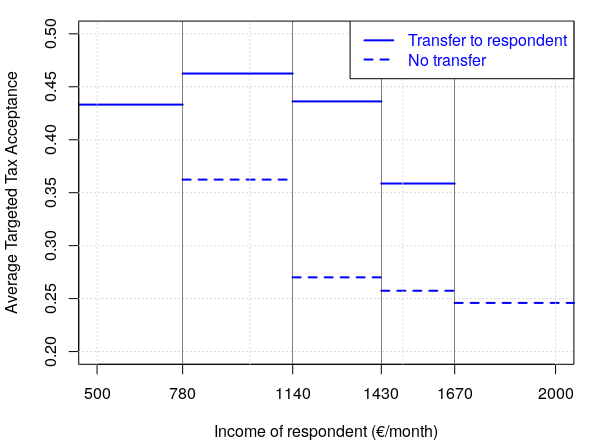 Transfer to respondent
No transfer
Average Targeted Tax Acceptance
0.50
0.45
0.40
0.35
0.30
0.25
0.20
500 780 1140 1430 1670 2000
Income of respondent (€/month)